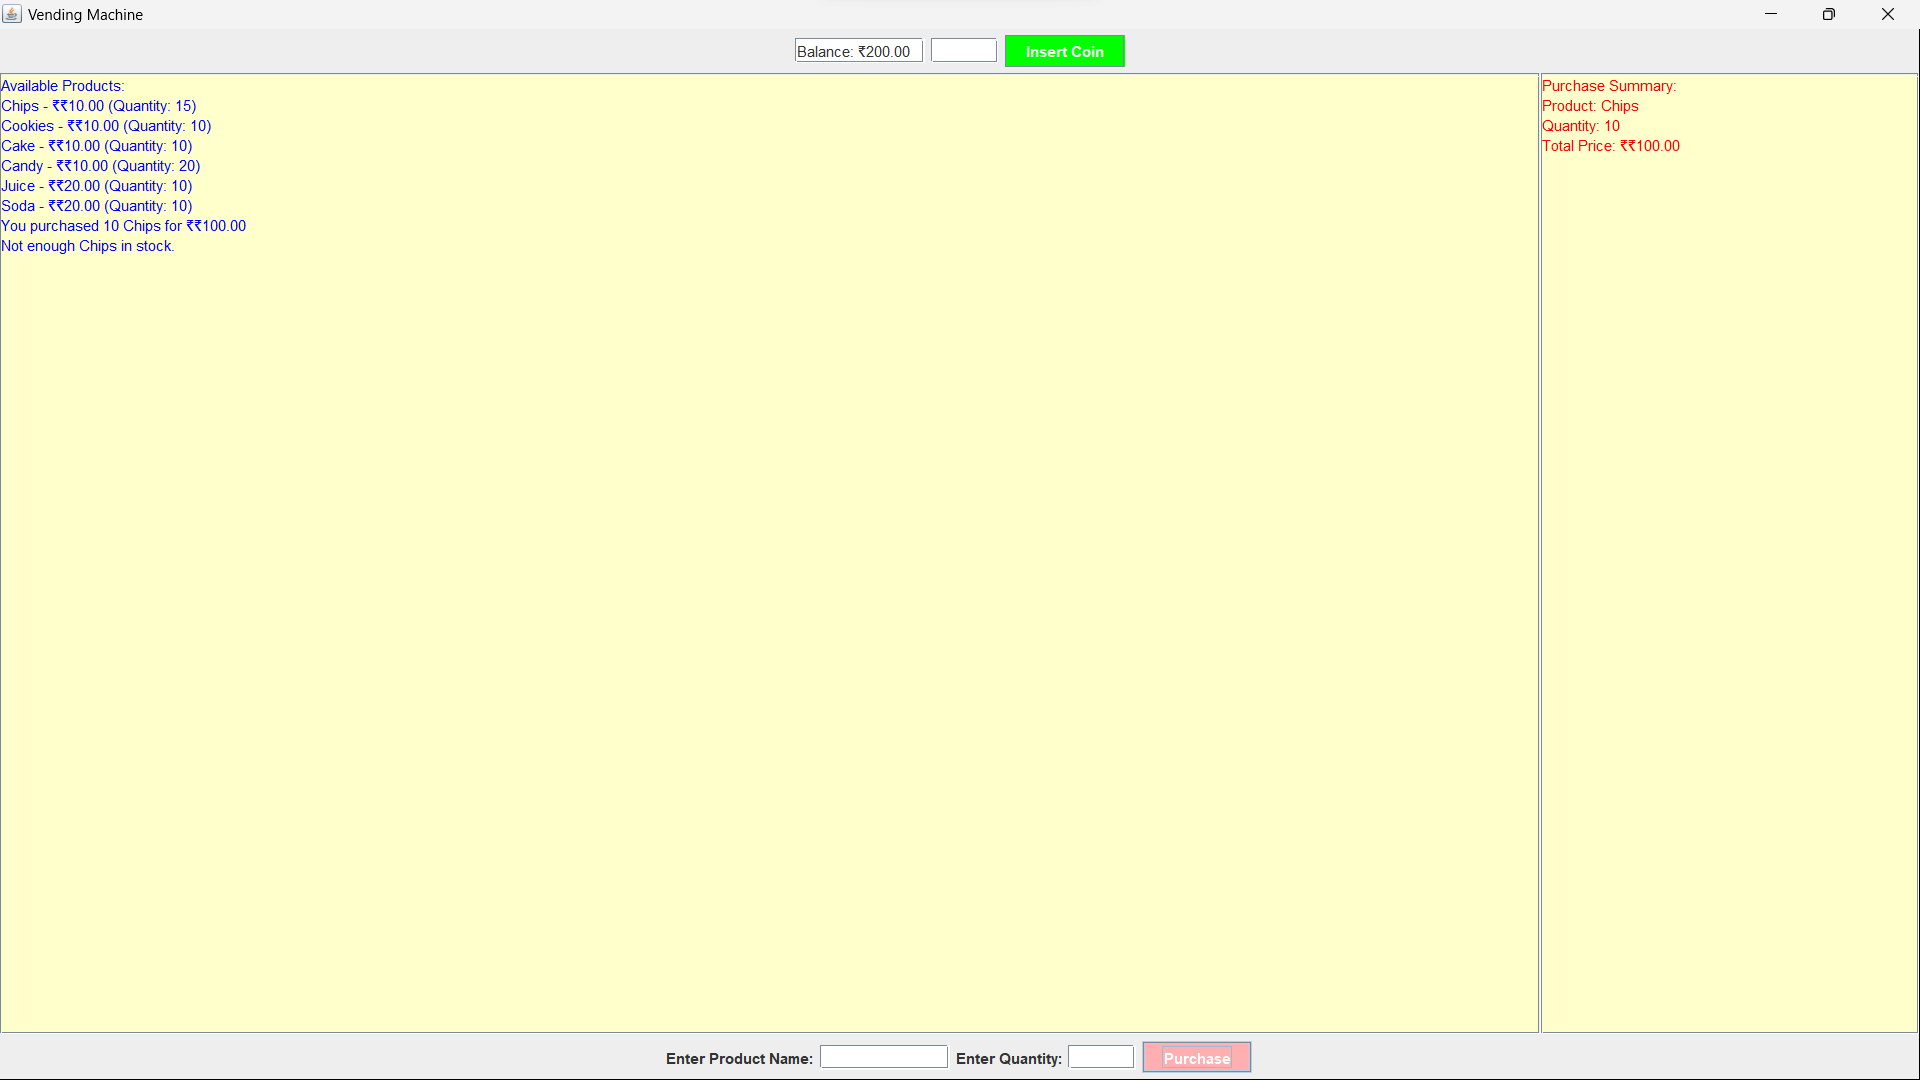 Vending Machine
Balance: ₹200.00 Insert Coin
Available Products:
Chips - ₹₹10.00 (Quantity: 15)
Cookies - ₹₹10.00 (Quantity: 10)
Cake - ₹₹10.00 (Quantity: 10)
Candy - ₹₹10.00 (Quantity: 20)
Juice - ₹₹20.00 (Quantity: 10)
Soda - ₹₹20.00 (Quantity: 10)
You purchased 10 Chips for ₹₹100.00
Not enough Chips in stock.
Purchase Summary:
Product: Chips
Quantity: 10
Total Price: ₹₹100.00
Enter Product Name: Enter Quantity: Purchase